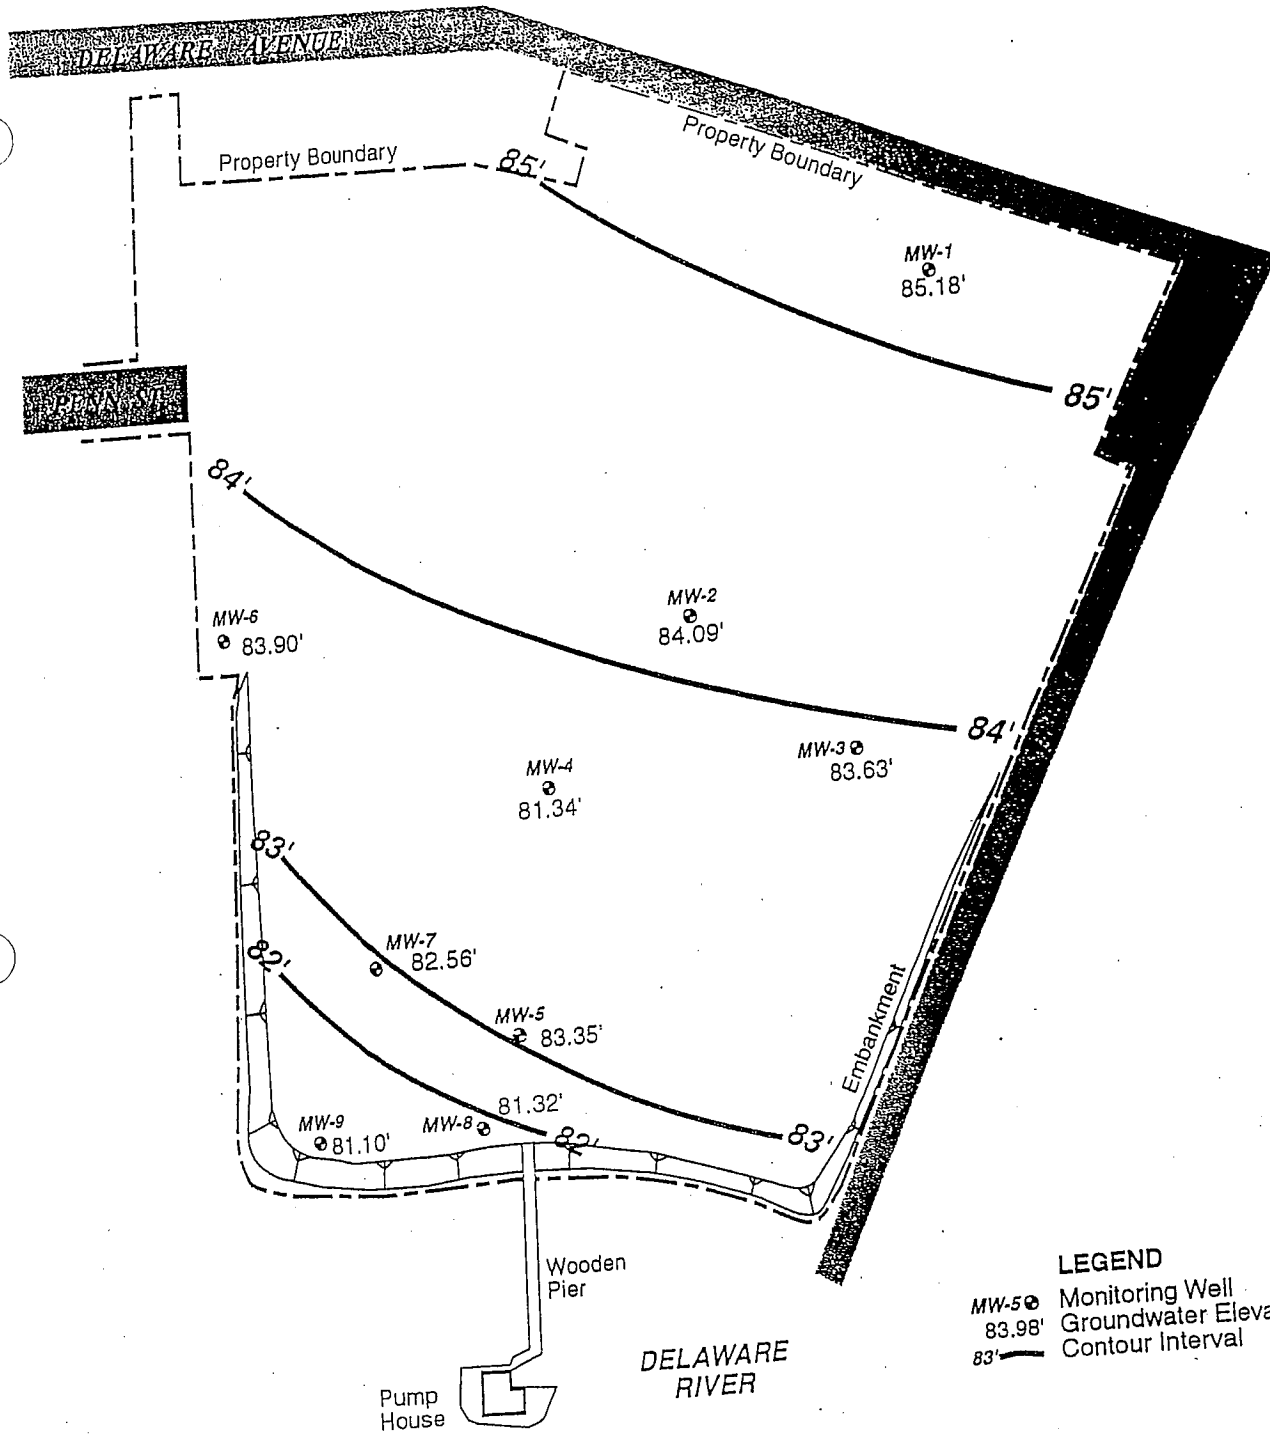 DELAWARE AVENUE
Property Boundary
Property Boundary
85'
MW-1
85.18'
85'
PENN ST.
84'
MW-2
84.09'
MW-6
83.90'
84'
MW-3
83.63'
MW-4
81.34'
83'
MW-7
82.56'
82'
MW-5
83.35'
Embankment
81.32'
MW-8
MW-9
81.10'
82'
83'
Wooden
Pier
DELAWARE
RIVER
Pump
House
LEGEND
MW-5 Monitoring Well
83.98' Groundwater Eleva
83' Contour Interval